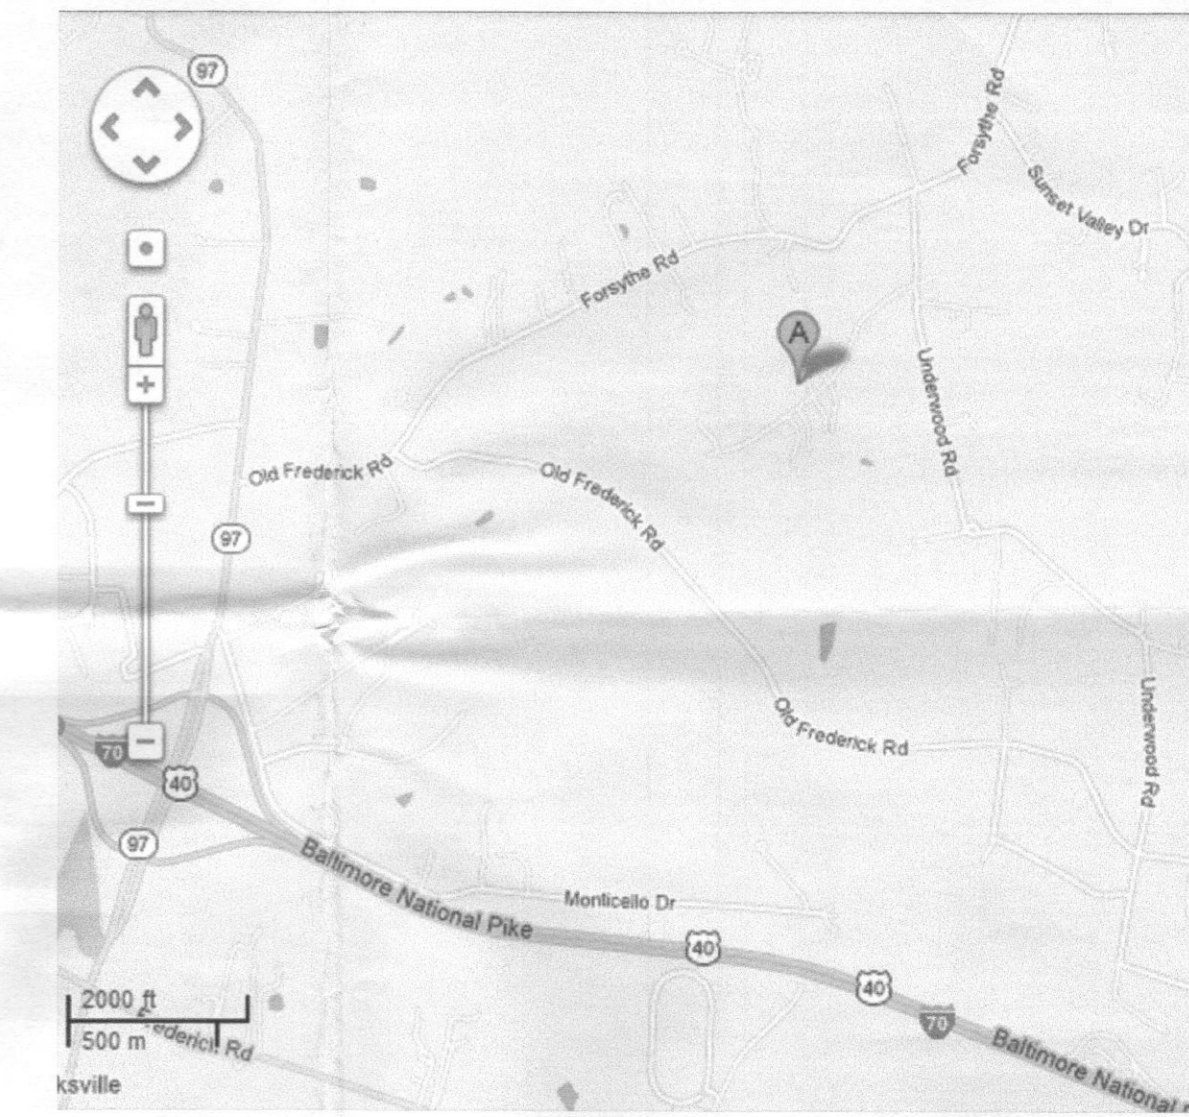 97
Forsythe Rd
Sunset Valley Dr
Forsythe Rd
A
Underwood Rd
Old Frederick Rd
Old Frederick Rd
97
Underwood Rd
Old Frederick Rd
70
40
97
Baltimore National Pike
Monticello Dr
40
40
70
2000 ft
500 m
Rd
Baltimore National
ksville